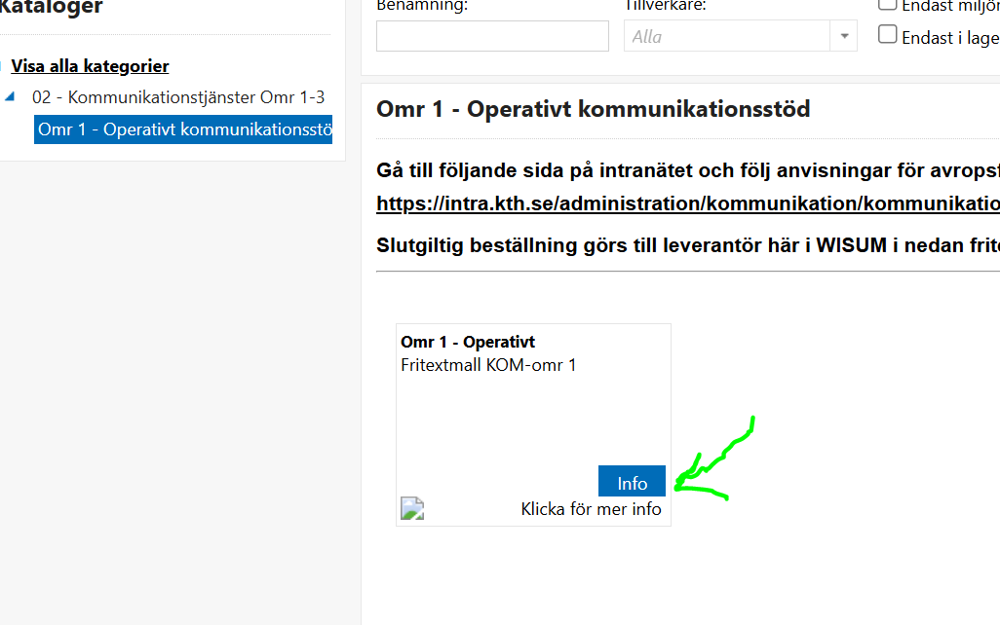 Kataloger
Visa alla kategorier
02 - Kommunikationstjänster Omr 1-3
Omr 1 - Operativt kommunikationsstö
Benämning:
Tillverkare:
Alla
Endast miljö
Endast i lage
Omr 1 - Operativt kommunikationsstöd
Gå till följande sida på intranätet och följ anvisningar för avrops
https://intra.kth.se/administration/kommunikation/kommunikatio
Slutgiltig beställning görs till leverantör här i WISUM i nedan frite
Omr 1 - Operativt
Fritextmall KOM-omr 1
Info
Klicka för mer info